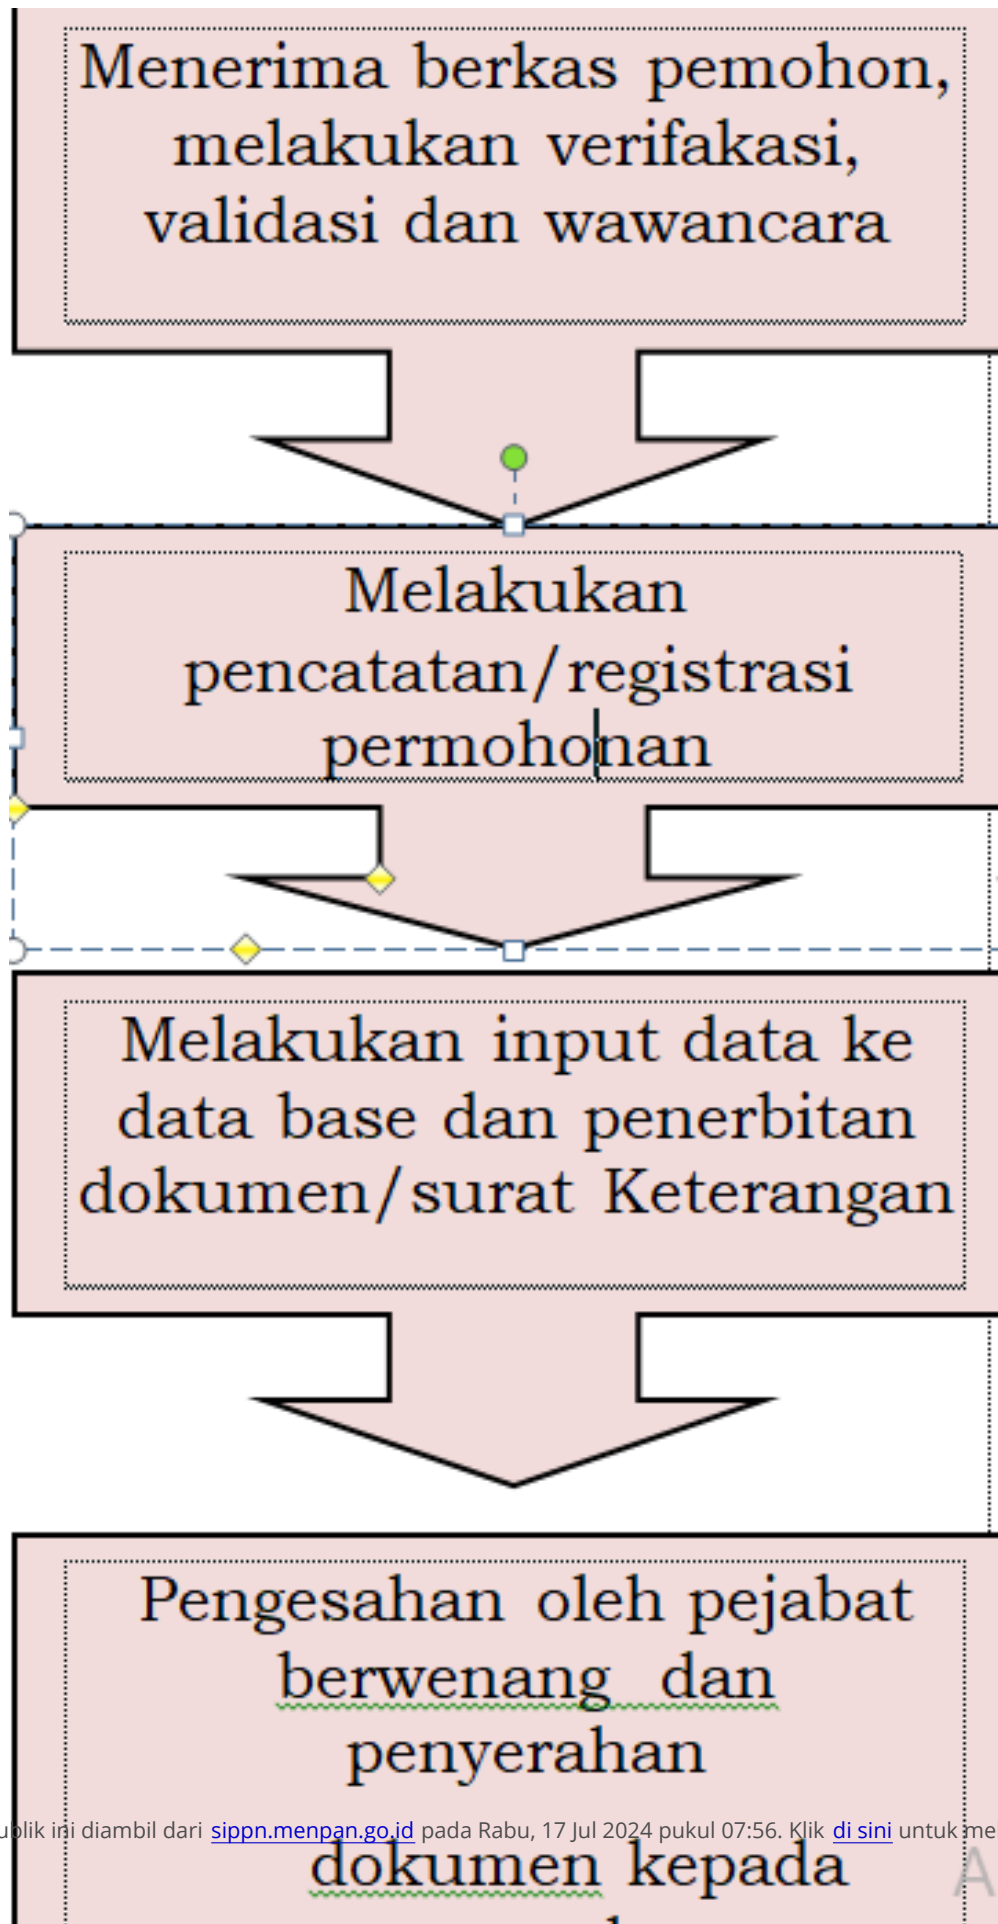 Menerima berkas pemohon,
melakukan verifakasi,
validasi dan wawancara
Melakukan
pencatatan/registrasi
permohonan
Melakukan input data ke
data base dan penerbitan
dokumen/surat Keterangan
Pengesahan oleh pejabat
berwenang dan
penyerahan
ublik ini diambil dari sippn.menpan.go.id pada Rabu, 17 Jul 2024 pukul 07:56. Klik di sini untuk me
dokumen kepada
A